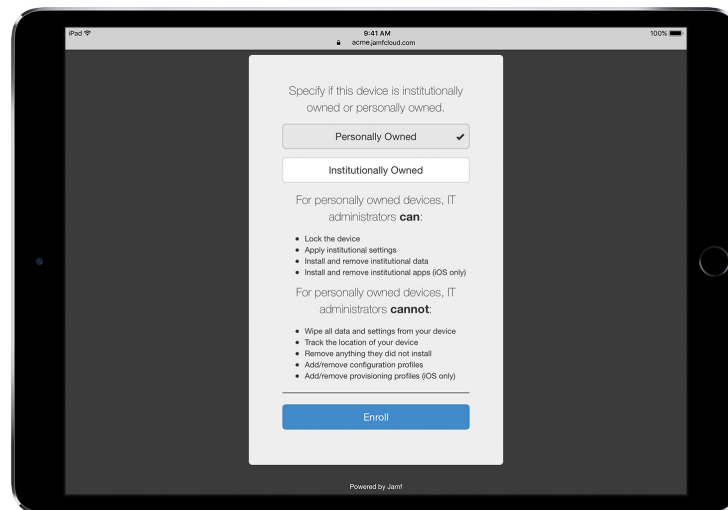 iPad
9:41 AM
100%
acme.jamfcloud.com
Specify if this device is institutionally
owned or personally owned.
Personally Owned
Institutionally Owned
For personally owned devices, IT
administrators can:
• Lock the device
• Apply institutional settings
• Install and remove institutional data
• Install and remove institutional apps (iOS only)
For personally owned devices, IT
administrators cannot:
• Wipe all data and settings from your device
• Track the location of your device
• Remove anything they did not install
• Add/remove configuration profiles
• Add/remove provisioning profiles (iOS only)
Enroll
Powered by Jamf